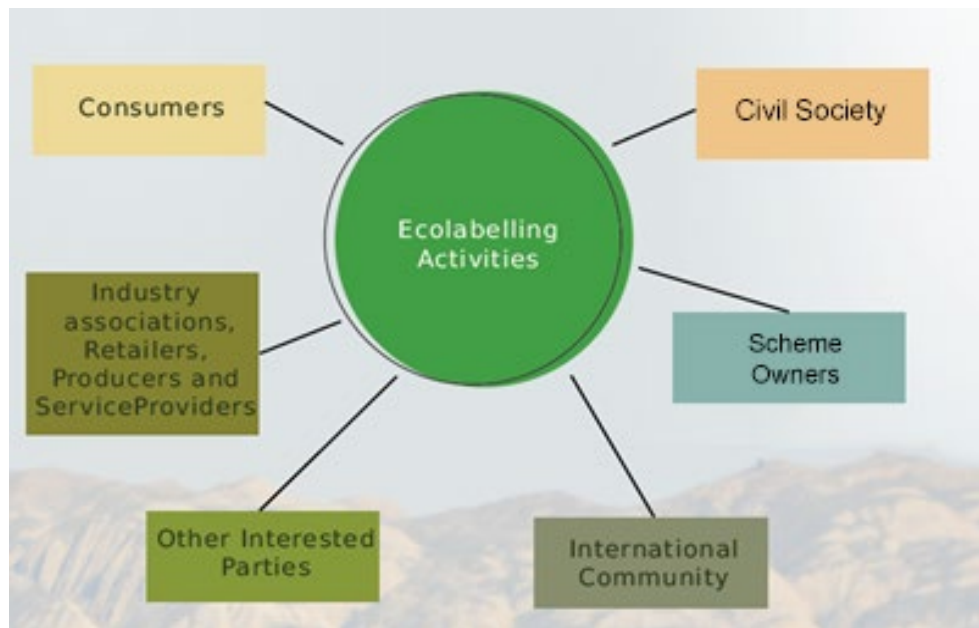 Consumers
Civil Society
Ecolabelling
Activities
Industry
associations,
Retailers,
Producers and
ServiceProviders
Scheme
Owners
Other Interested
Parties
International
Community